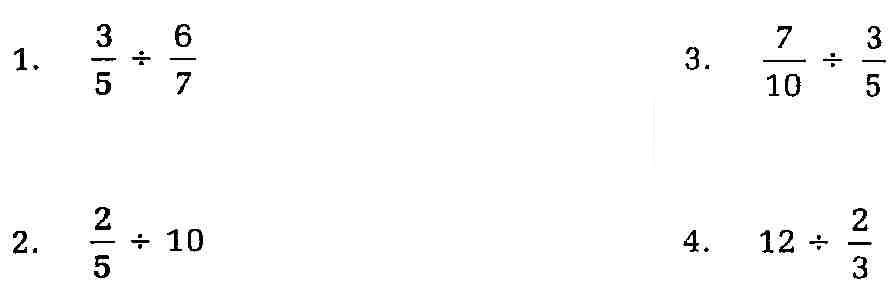 1. 3/5 ÷ 6/7
3. 7/10 ÷ 3/5
2. 2/5 ÷ 10
4. 12 ÷ 2/3